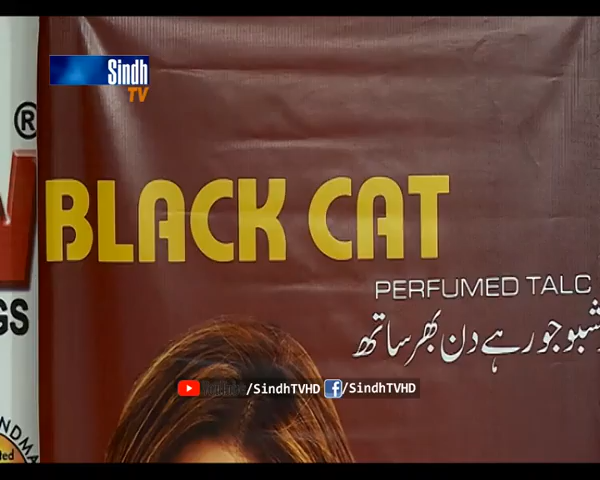 Sindh
TV
®
BLACK CAT
PERFUMED TALC
شبو جو رہے دن بھر ساتھ
GS
/SindhTVHD
/SindhTVHD